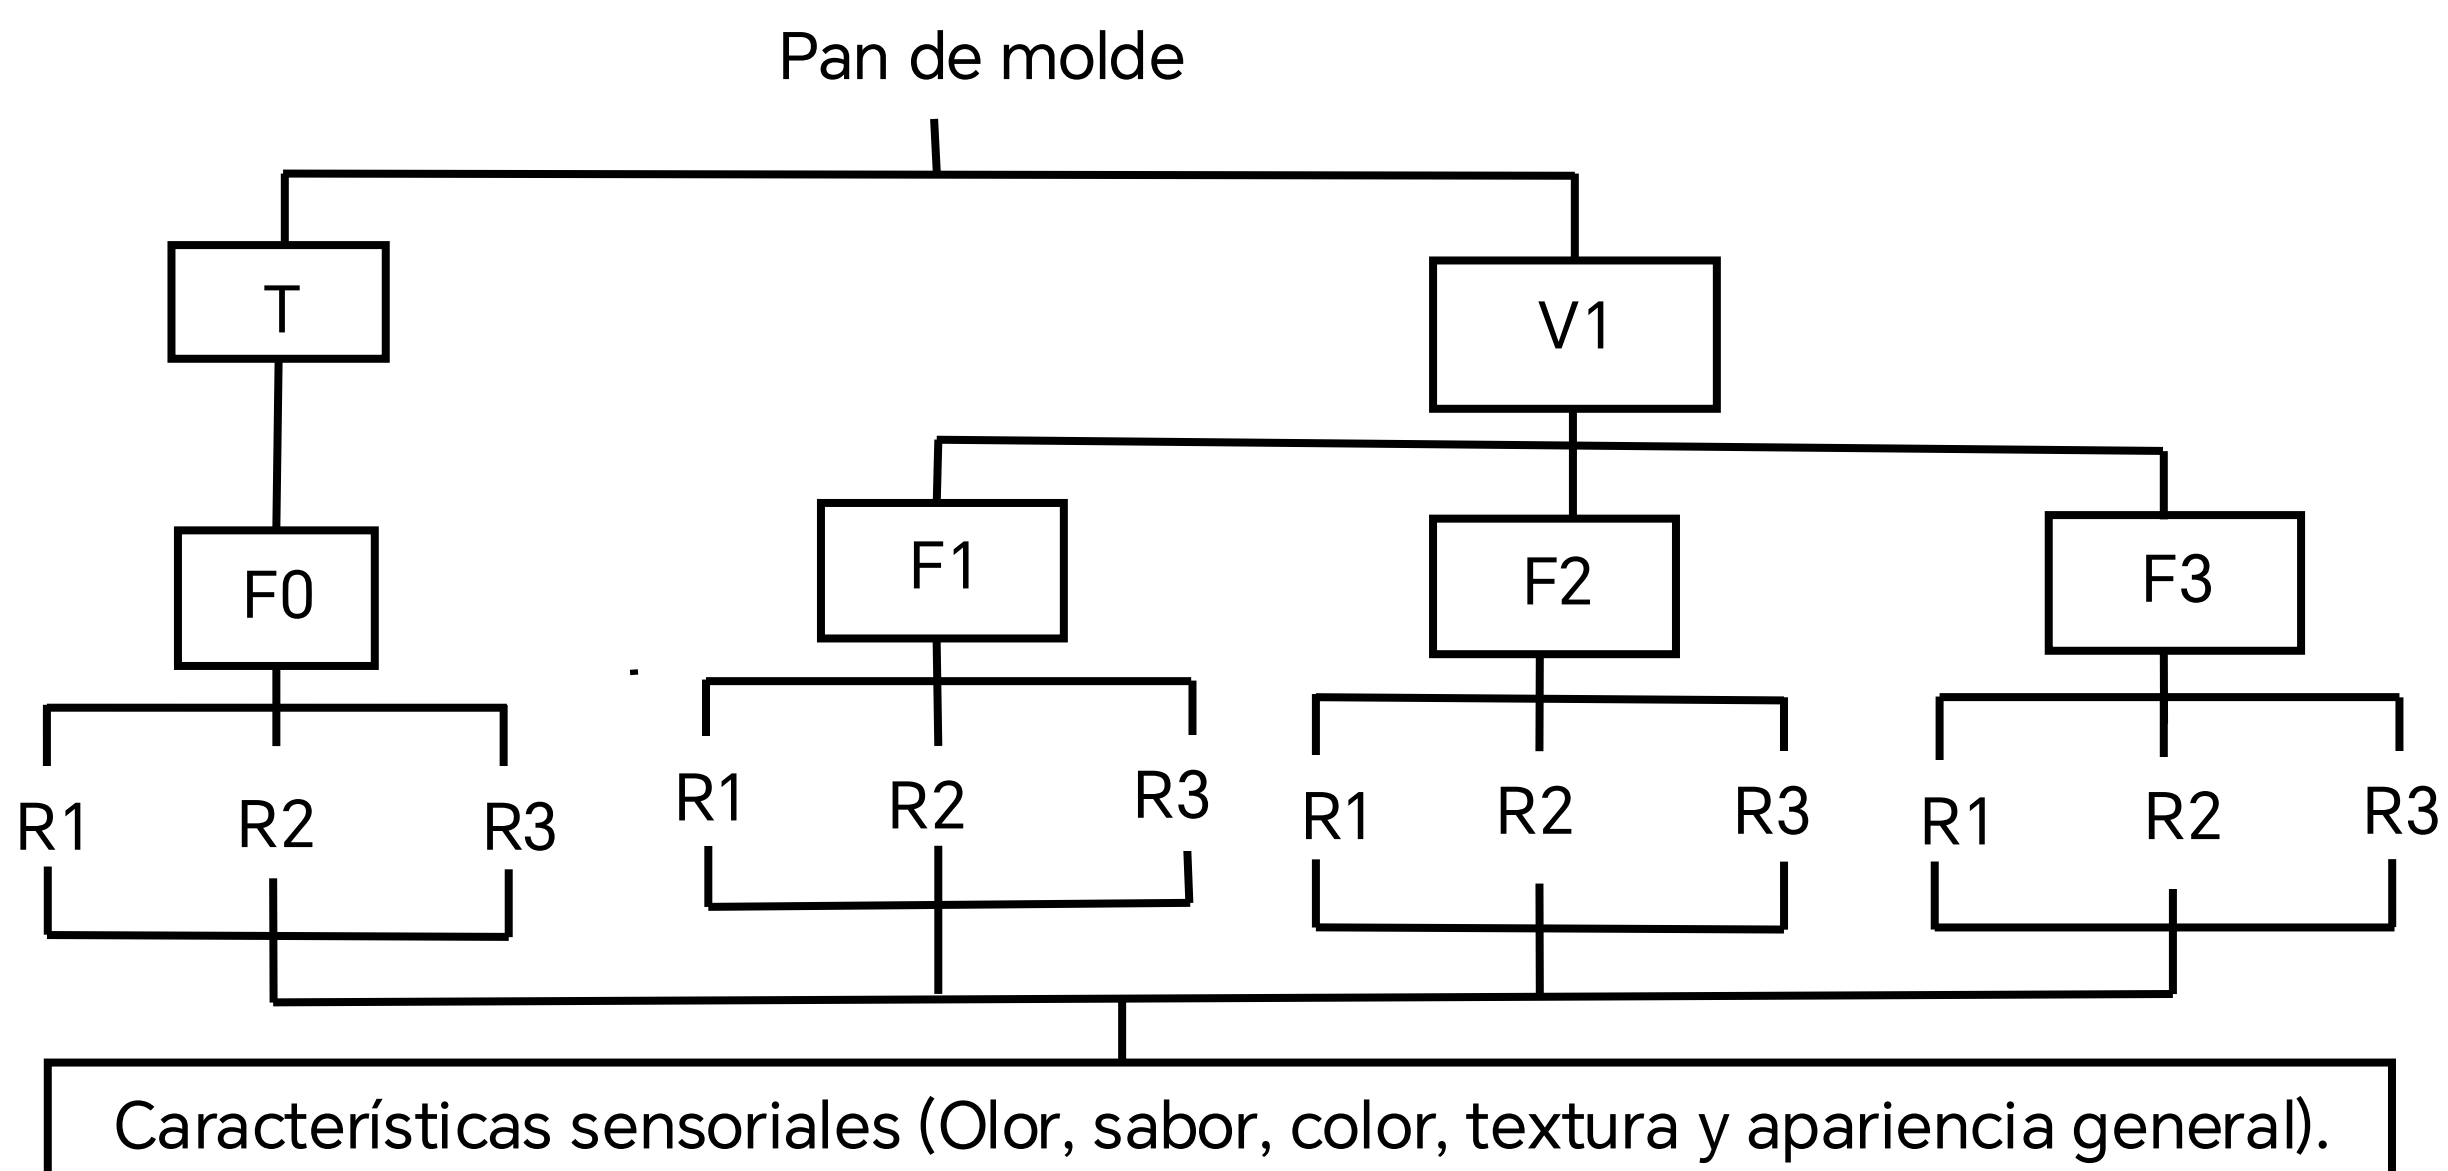 Pan de molde
T
V1
F0
F1
F2
F3
R1 R2 R3 R1 R2 R3 R1 R2 R3 R1 R2 R3
Características sensoriales (Olor, sabor, color, textura y apariencia general).